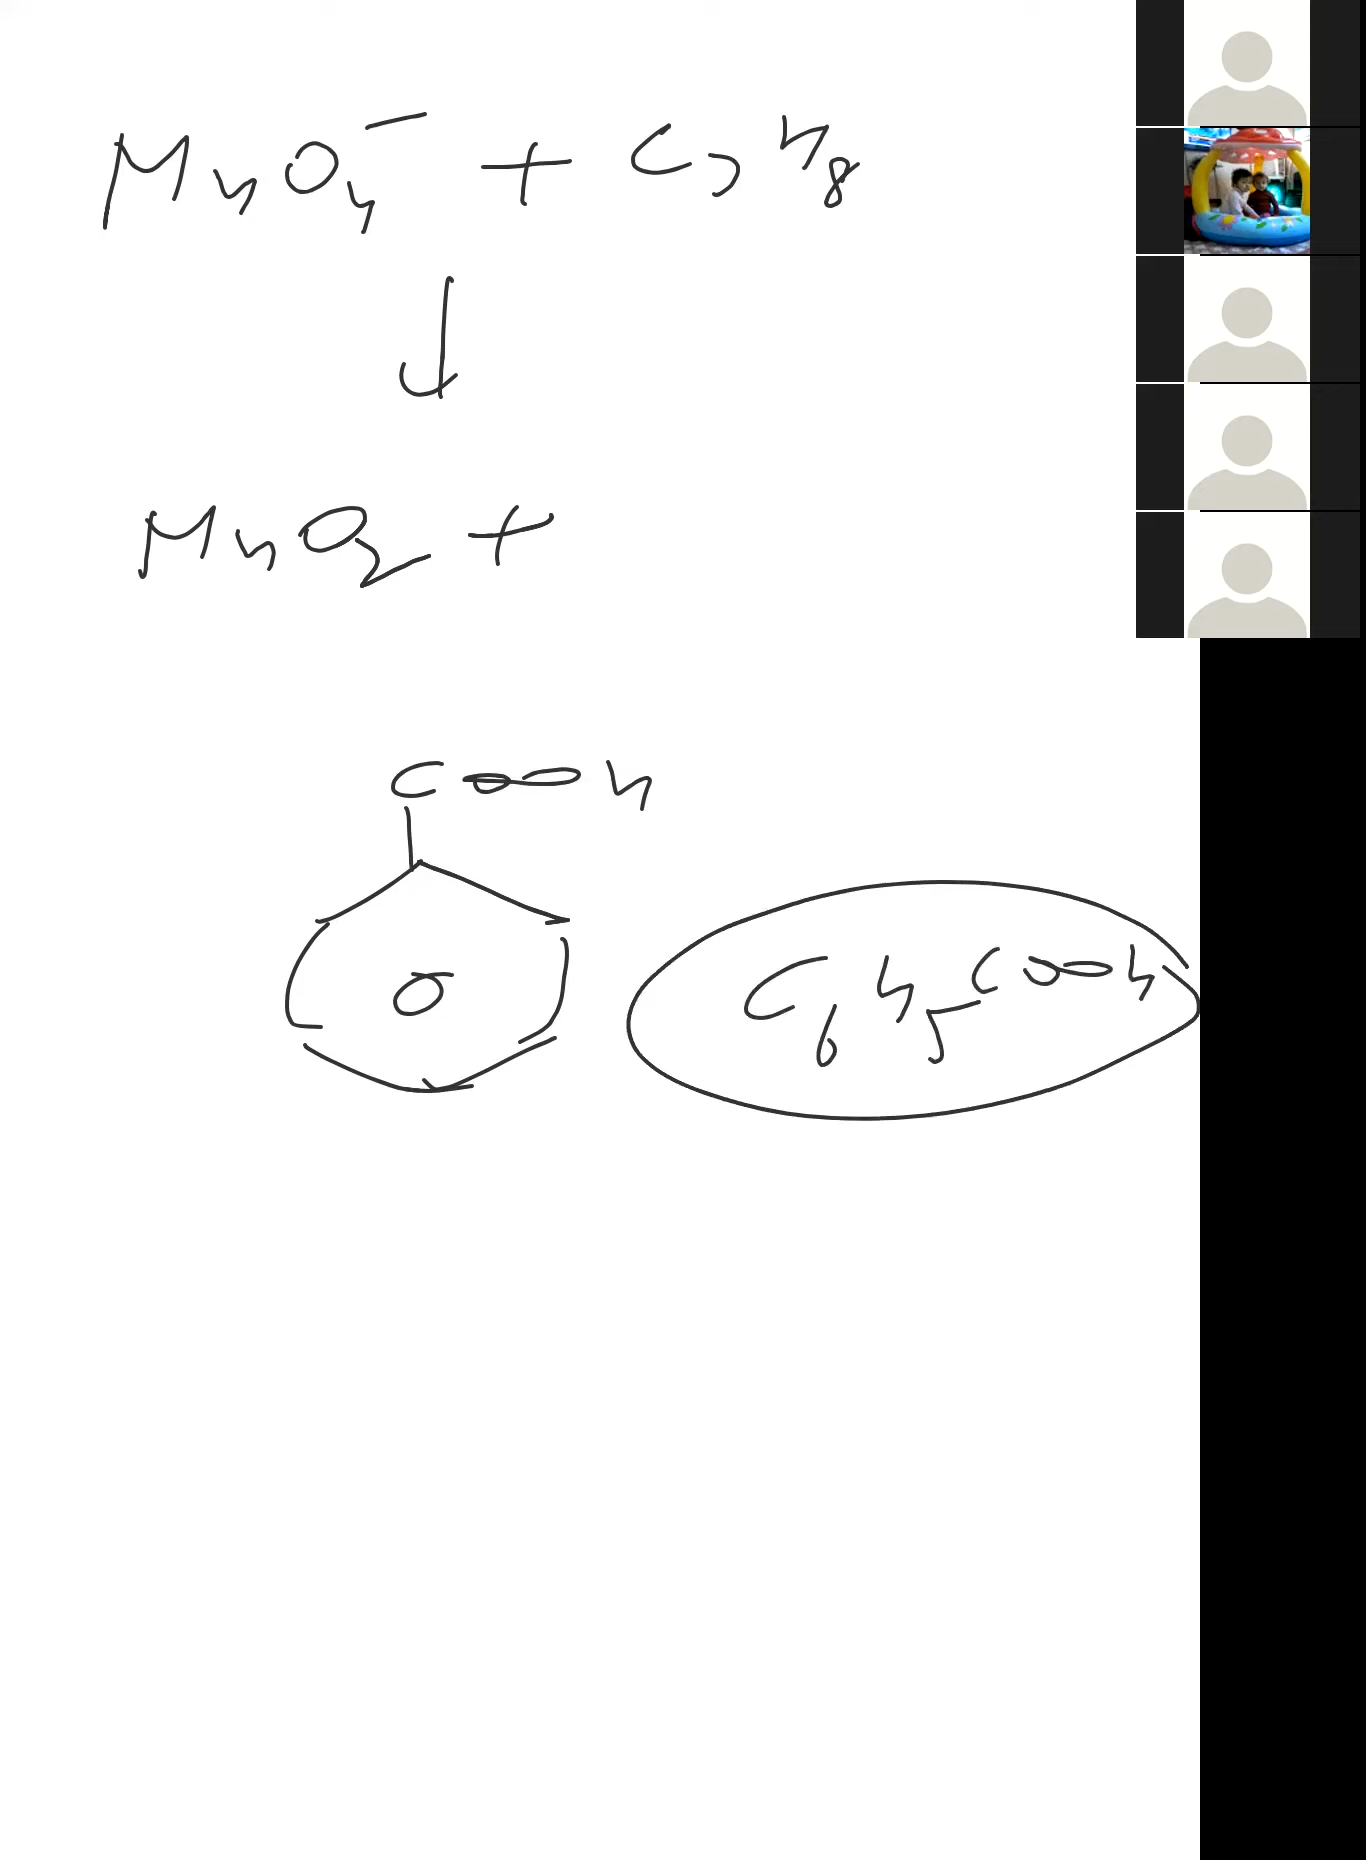 MnO₄⁻ + C₇H₈
↓
MnO₂ +
COOH
C₆H₅COOH